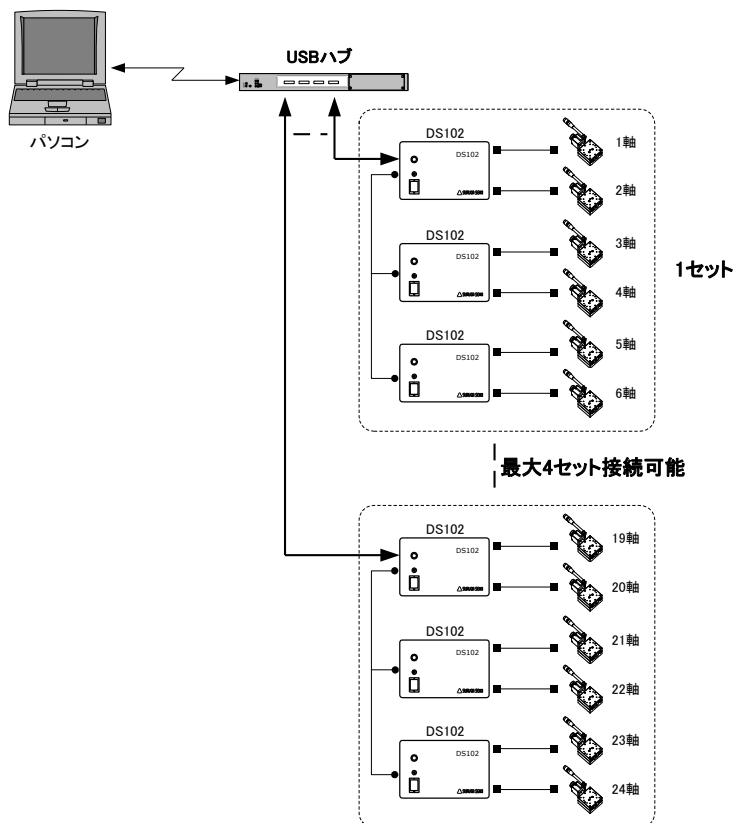 USBハブ
パソコン
DS102
DS102
1軸
2軸
DS102
DS102
3軸
4軸
1セット
DS102
DS102
5軸
6軸
最大4セット接続可能
DS102
DS102
19軸
20軸
DS102
DS102
21軸
22軸
DS102
DS102
23軸
24軸